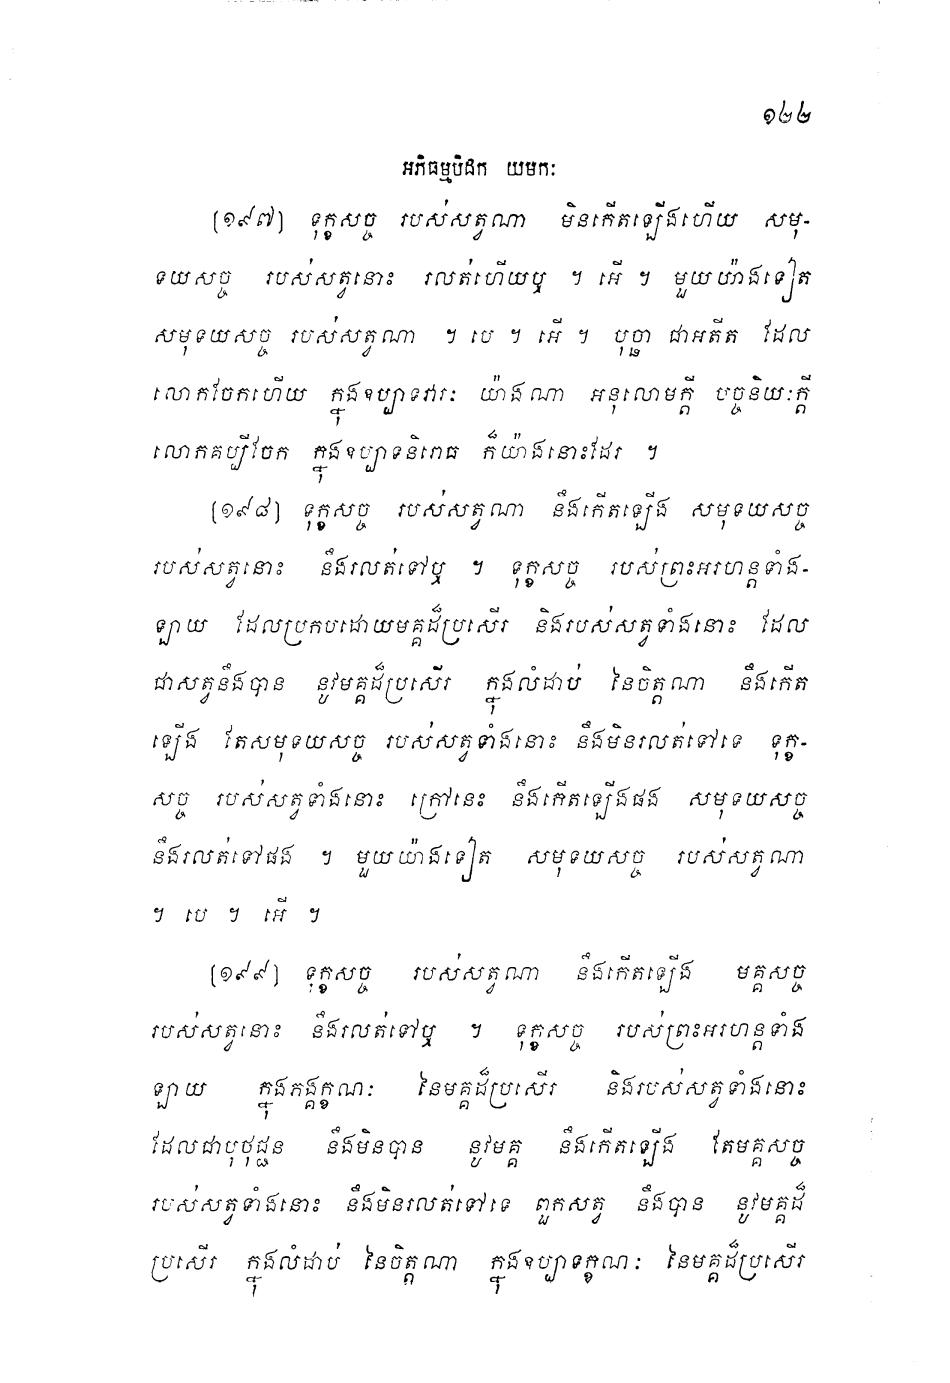 ១២២
អភិធម្មបិដក យមកៈ
(១៩៧) ទុក្ខសច្ច របស់សត្វណា មិនកើតឡើងហើយ សមុ-
ទយសច្ច របស់សត្វនោះ រលត់ហើយឬ ។ អើ ។ មួយយ៉ាងទៀត
សមុទយសច្ច របស់សត្វណា ។ បេ ។ អើ ។ បុច្ឆា ជាអតីត ដែល
លោកចែកហើយ ក្នុងឧប្បាទវារៈ យ៉ាងណា អនុលោមក្តី បច្ចនិយៈក្តី
លោកគប្បីចែក ក្នុងឧប្បាទនិរោធ ក៏យ៉ាងនោះដែរ ។
(១៩៨) ទុក្ខសច្ច របស់សត្វណា នឹងកើតឡើង សមុទយសច្ច
របស់សត្វនោះ នឹងរលត់ទៅឬ ។ ទុក្ខសច្ច របស់ព្រះអរហន្តទាំង-
ឡាយ ដែលប្រកបដោយមគ្គដ៏ប្រសើរ និងរបស់សត្វទាំងនោះ ដែល
ជាសត្វនឹងបាន នូវមគ្គដ៏ប្រសើរ ក្នុងលំដាប់ នៃចិត្តណា នឹងកើត
ឡើង តែសមុទយសច្ច របស់សត្វទាំងនោះ នឹងមិនរលត់ទៅទេ ទុក្ខ-
សច្ច របស់សត្វទាំងនោះ ក្រៅនេះ នឹងកើតឡើងផង សមុទយសច្ច
នឹងរលត់ទៅផង ។ មួយយ៉ាងទៀត សមុទយសច្ច របស់សត្វណា
។ បេ ។ អើ ។
(១៩៩) ទុក្ខសច្ច របស់សត្វណា នឹងកើតឡើង មគ្គសច្ច
របស់សត្វនោះ នឹងរលត់ទៅឬ ។ ទុក្ខសច្ច របស់ព្រះអរហន្តទាំង
ឡាយ ក្នុងភង្គក្ខណៈ នៃមគ្គដ៏ប្រសើរ និងរបស់សត្វទាំងនោះ
ដែលជាបុថុជ្ជន នឹងមិនបាន នូវមគ្គ នឹងកើតឡើង តែមគ្គសច្ច
របស់សត្វទាំងនោះ នឹងមិនរលត់ទៅទេ ពួកសត្វ នឹងបាន នូវមគ្គដ៏
ប្រសើរ ក្នុងលំដាប់ នៃចិត្តណា ក្នុងឧប្បាទក្ខណៈ នៃមគ្គដ៏ប្រសើរ